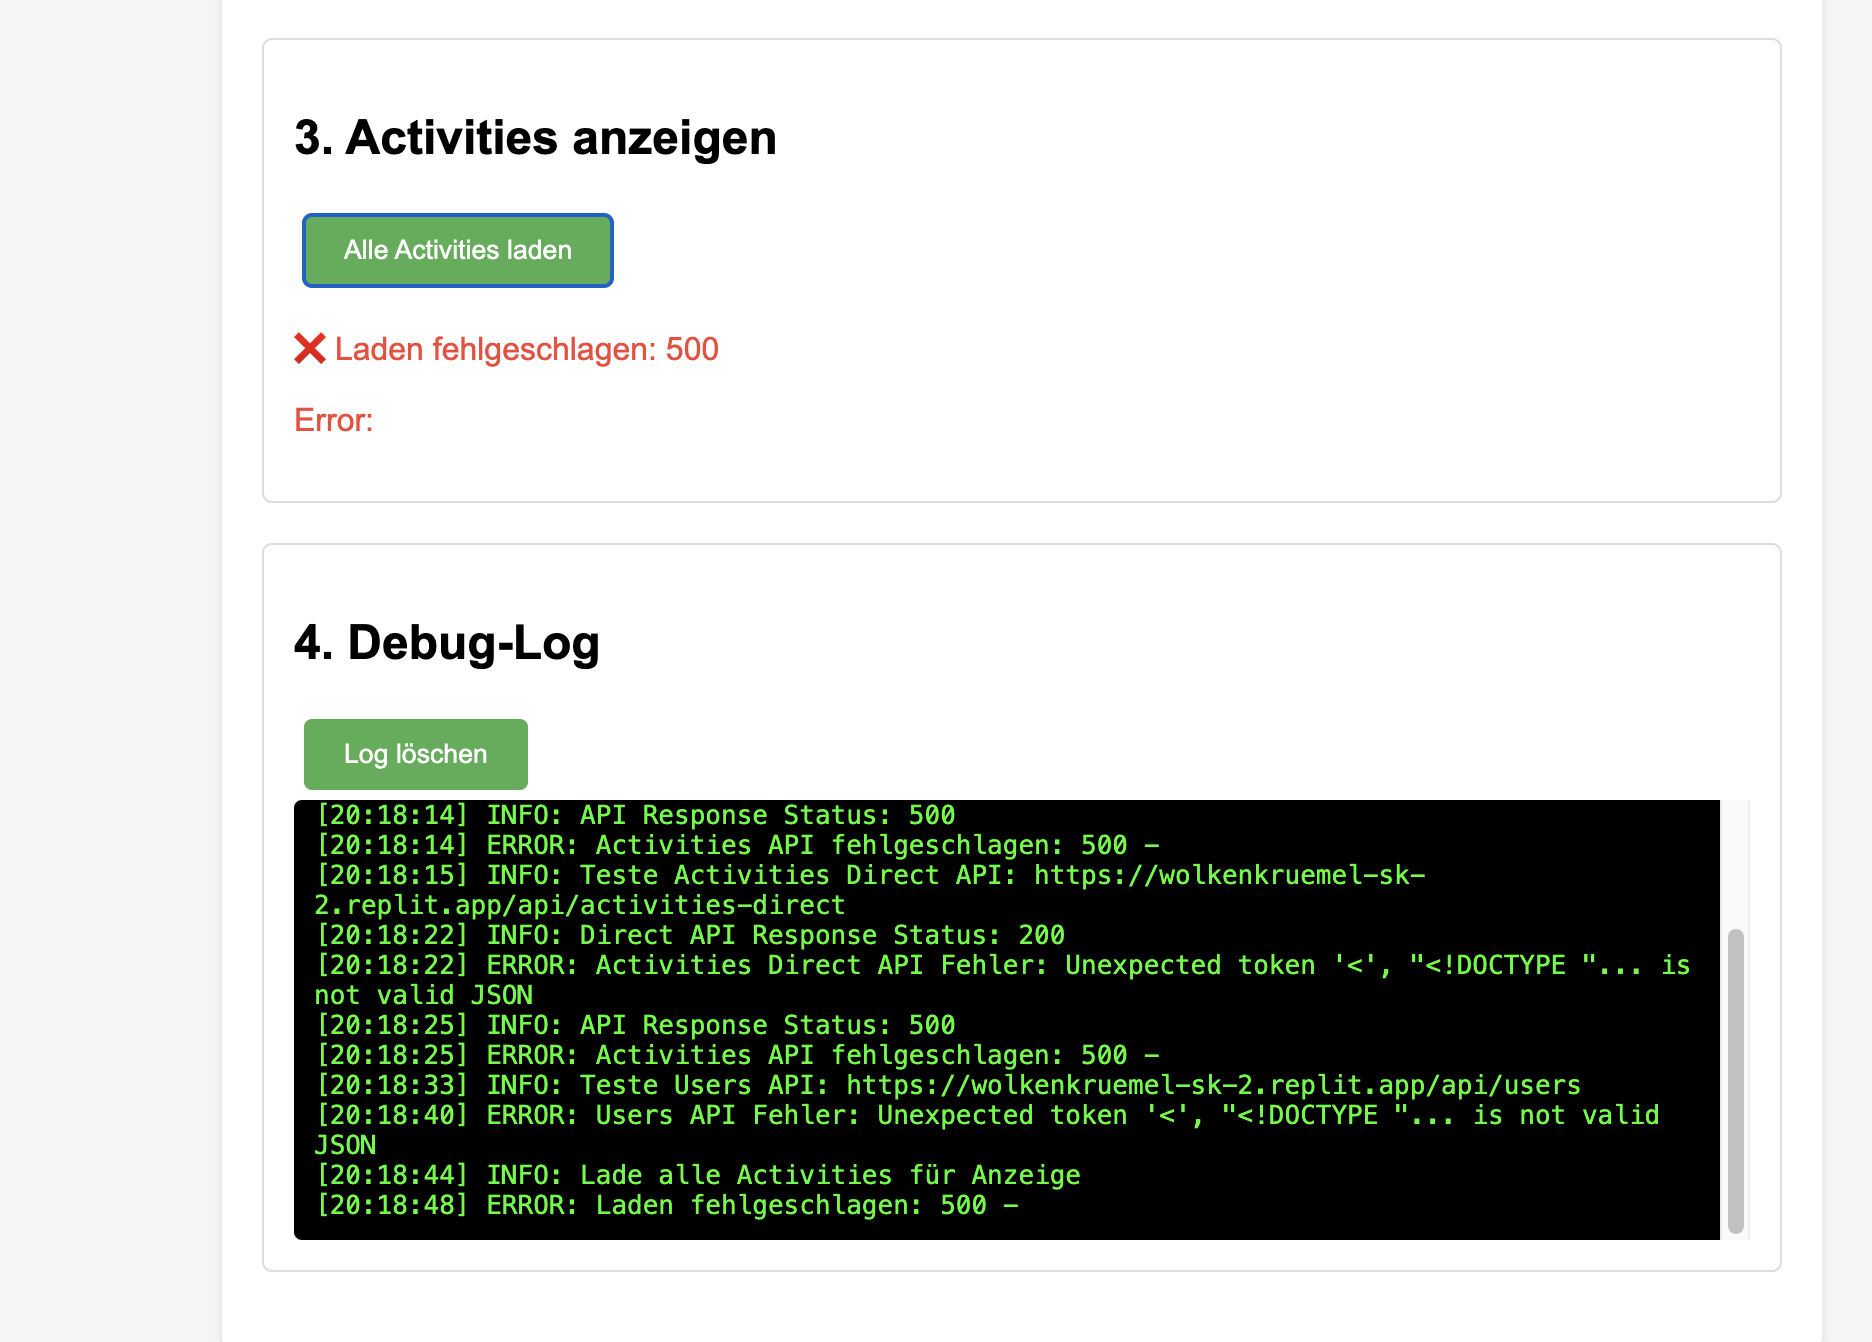 3. Activities anzeigen
Alle Activities laden
❌ Laden fehlgeschlagen: 500
Error:
4. Debug-Log
Log löschen
[20:18:14] INFO: API Response Status: 500
[20:18:14] ERROR: Activities API fehlgeschlagen: 500 –
[20:18:15] INFO: Teste Activities Direct API: https://wolkenkruemel-sk-
2.replit.app/api/activities-direct
[20:18:22] INFO: Direct API Response Status: 200
[20:18:22] ERROR: Activities Direct API Fehler: Unexpected token '<', "<!DOCTYPE "... is
not valid JSON
[20:18:25] INFO: API Response Status: 500
[20:18:25] ERROR: Activities API fehlgeschlagen: 500 –
[20:18:33] INFO: Teste Users API: https://wolkenkruemel-sk-2.replit.app/api/users
[20:18:40] ERROR: Users API Fehler: Unexpected token '<', "<!DOCTYPE "... is not valid
JSON
[20:18:44] INFO: Lade alle Activities für Anzeige
[20:18:48] ERROR: Laden fehlgeschlagen: 500 –